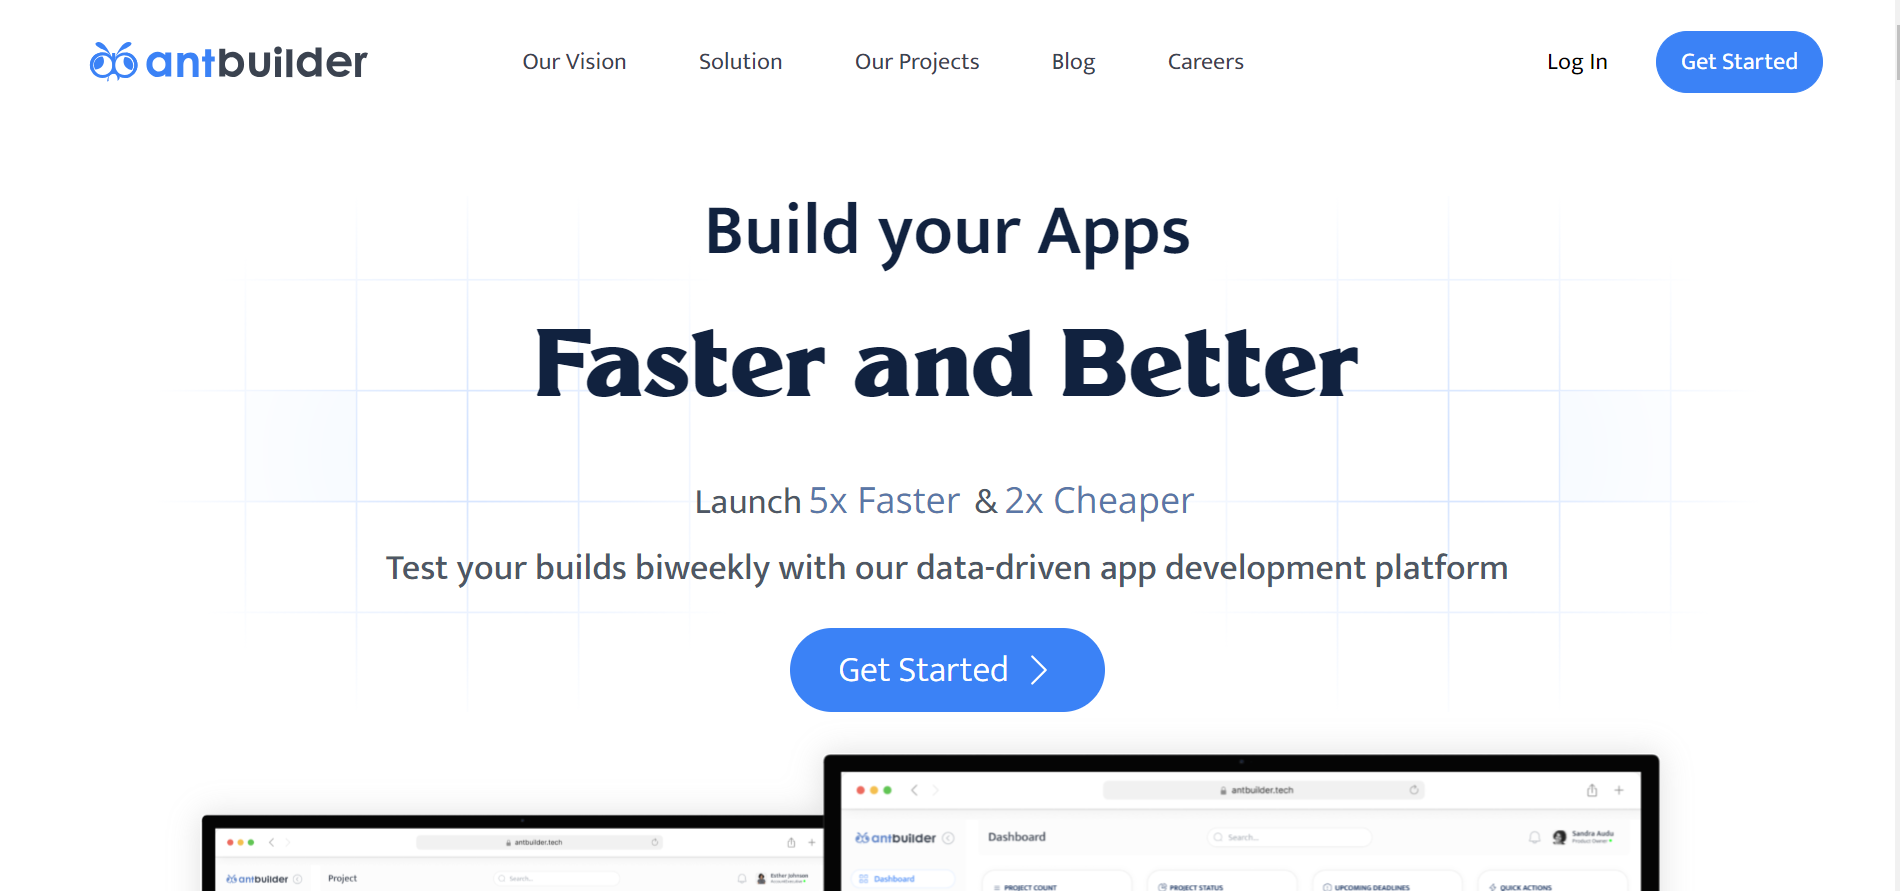 antbuilder
Our Vision
Solution
Our Projects
Blog
Careers
Log In
Get Started
Build your Apps
Faster and Better
Launch 5x Faster & 2x Cheaper
Test your builds biweekly with our data-driven app development platform
Get Started
antbuilder.tech
antbuilder
Dashboard
Search...
Sandra Audu
Product Owner
Dashboard
PROJECT COUNT
PROJECT STATUS
UPCOMING DEADLINES
QUICK ACTIONS
antbuilder.tech
antbuilder
Project
Search...
Esther Johnson